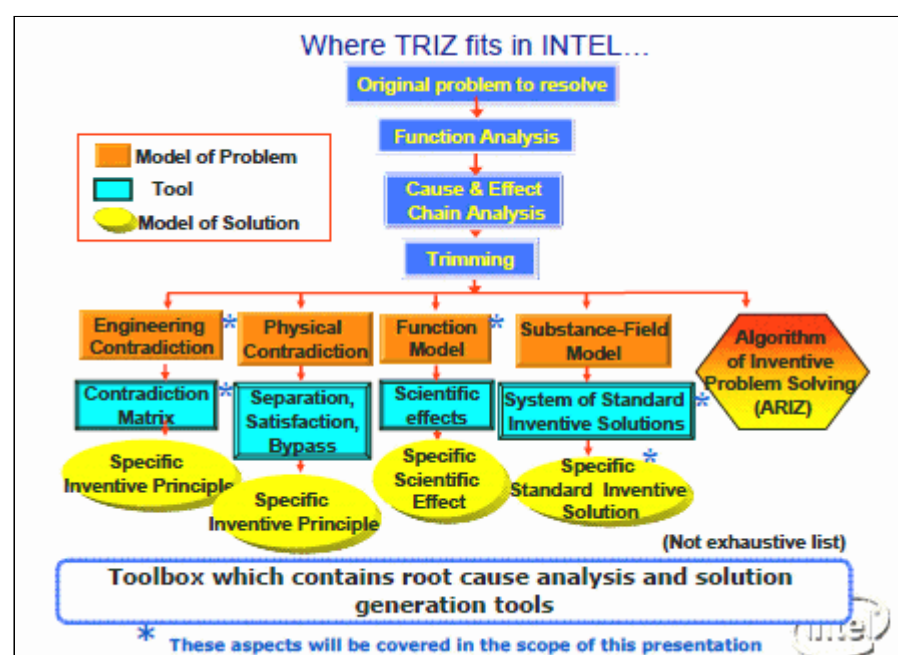 Where TRIZ fits in INTEL…
Original problem to resolve
Function Analysis
Cause & Effect
Chain Analysis
Trimming
Model of Problem
Tool
Model of Solution
Engineering
Contradiction
*
Physical
Contradiction
Function
Model
*
Substance-Field
Model
Algorithm
of Inventive
Problem Solving
(ARIZ)
Contradiction
Matrix
*
Separation,
Satisfaction,
Bypass
Scientific
effects
System of Standard
Inventive Solutions
*
Specific
Inventive Principle
Specific
Inventive Principle
Specific
Scientific
Effect
Specific
Standard Inventive
Solution
*
(Not exhaustive list)
Toolbox which contains root cause analysis and solution
generation tools
* These aspects will be covered in the scope of this presentation
intel